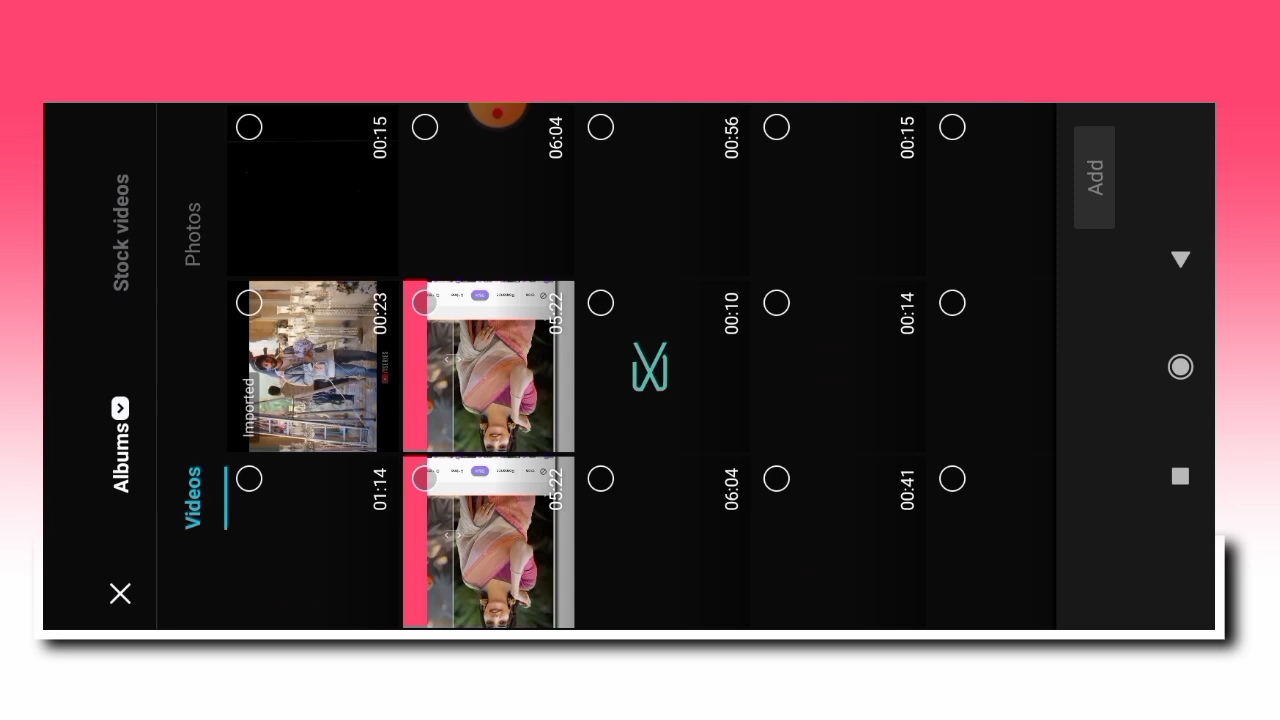 Albums Stock videos
Videos Photos
Imported
01:14 00:23 00:15
05:22 05:22 06:04
06:04 00:10 00:56
00:41 00:14 00:15
Add